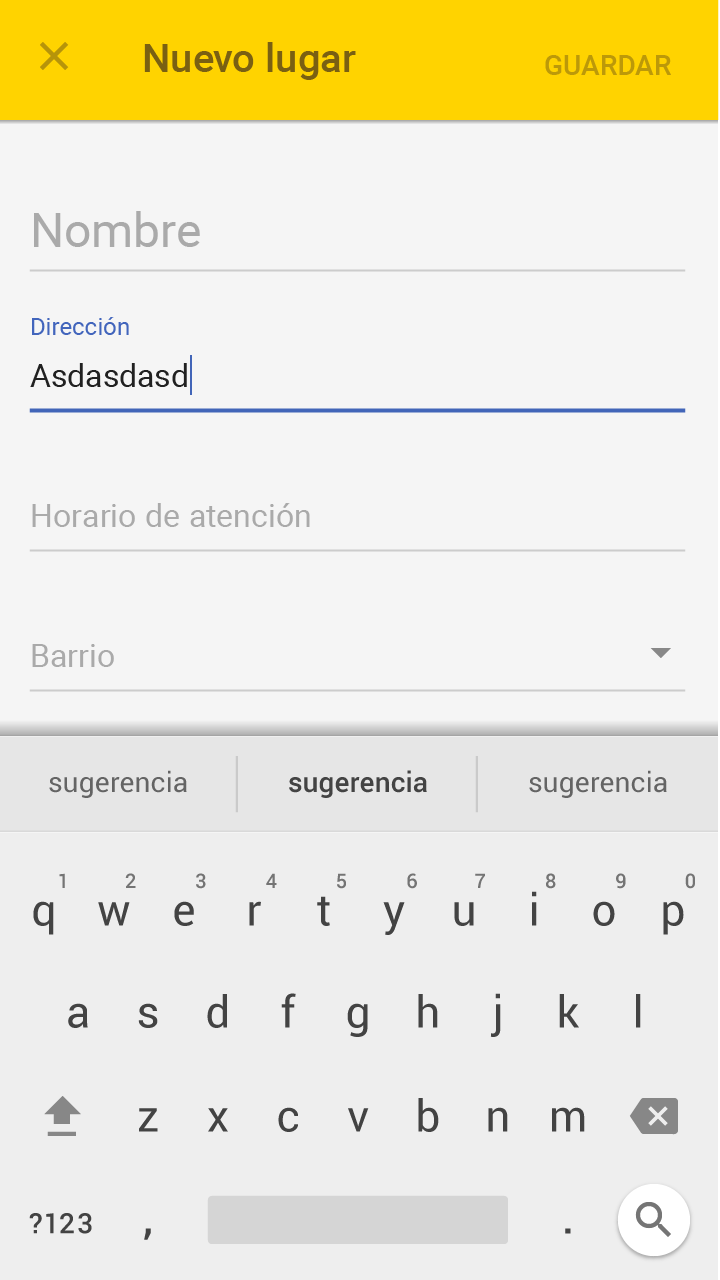 Nuevo lugar GUARDAR
Nombre
Dirección
Asdasdasd
Horario de atención
Barrio
sugerencia sugerencia sugerencia
1 2 3 4 5 6 7 8 9 0
q w e r t y u i o p
a s d f g h j k l
z x c v b n m
?123 , .